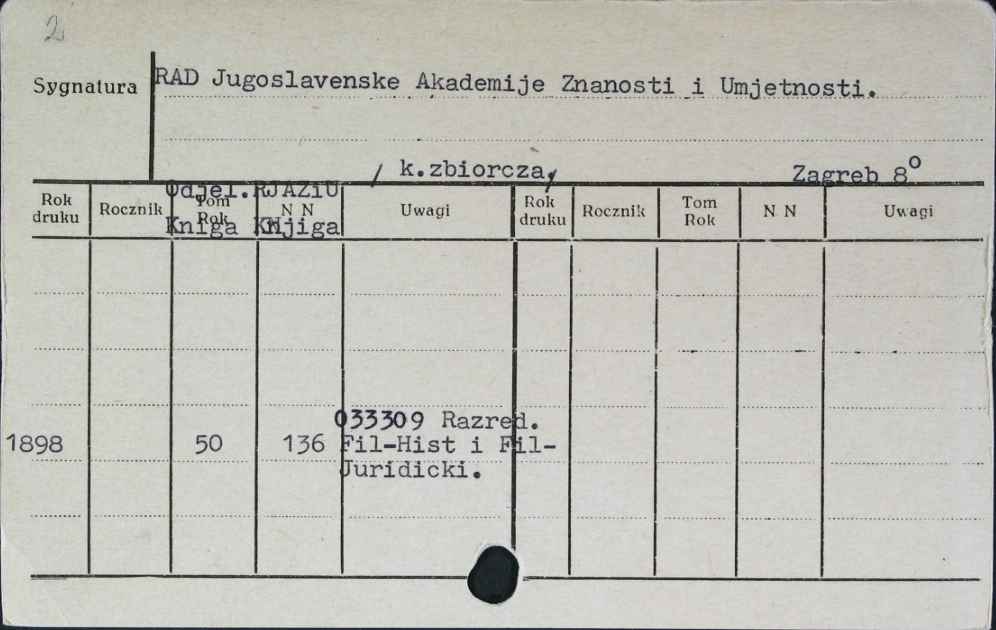 2
Sygnatura RAD Jugoslavenske Akademije Znanosti i Umjetnosti.
/ k.zbiorcza, Zagreb 8°
Odjel. RJAZiU
Rok druku Rocznik Tom Rok N N Uwagi Rok druku Rocznik Tom Rok N N Uwagi
Kniga Knjiga
033309 Razred.
1898 50 136 Fil-Hist i Fil-
Juridicki.